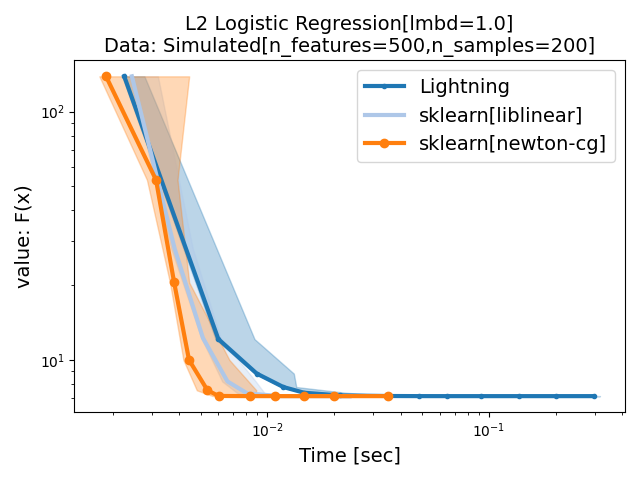 L2 Logistic Regression[lmbd=1.0]
Data: Simulated[n_features=500,n_samples=200]
Lightning
sklearn[liblinear]
sklearn[newton-cg]
value: F(x)
10²
10¹
10⁻²
10⁻¹
Time [sec]